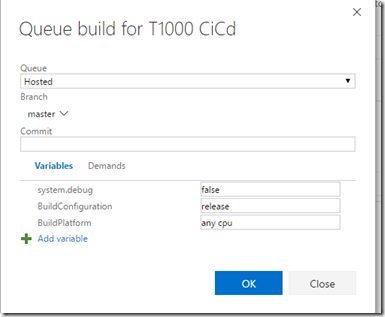 Queue build for T1000 CiCd
Queue
Hosted
Branch
master
Commit
Variables Demands
system.debug false
BuildConfiguration release
BuildPlatform any cpu
Add variable
OK Close